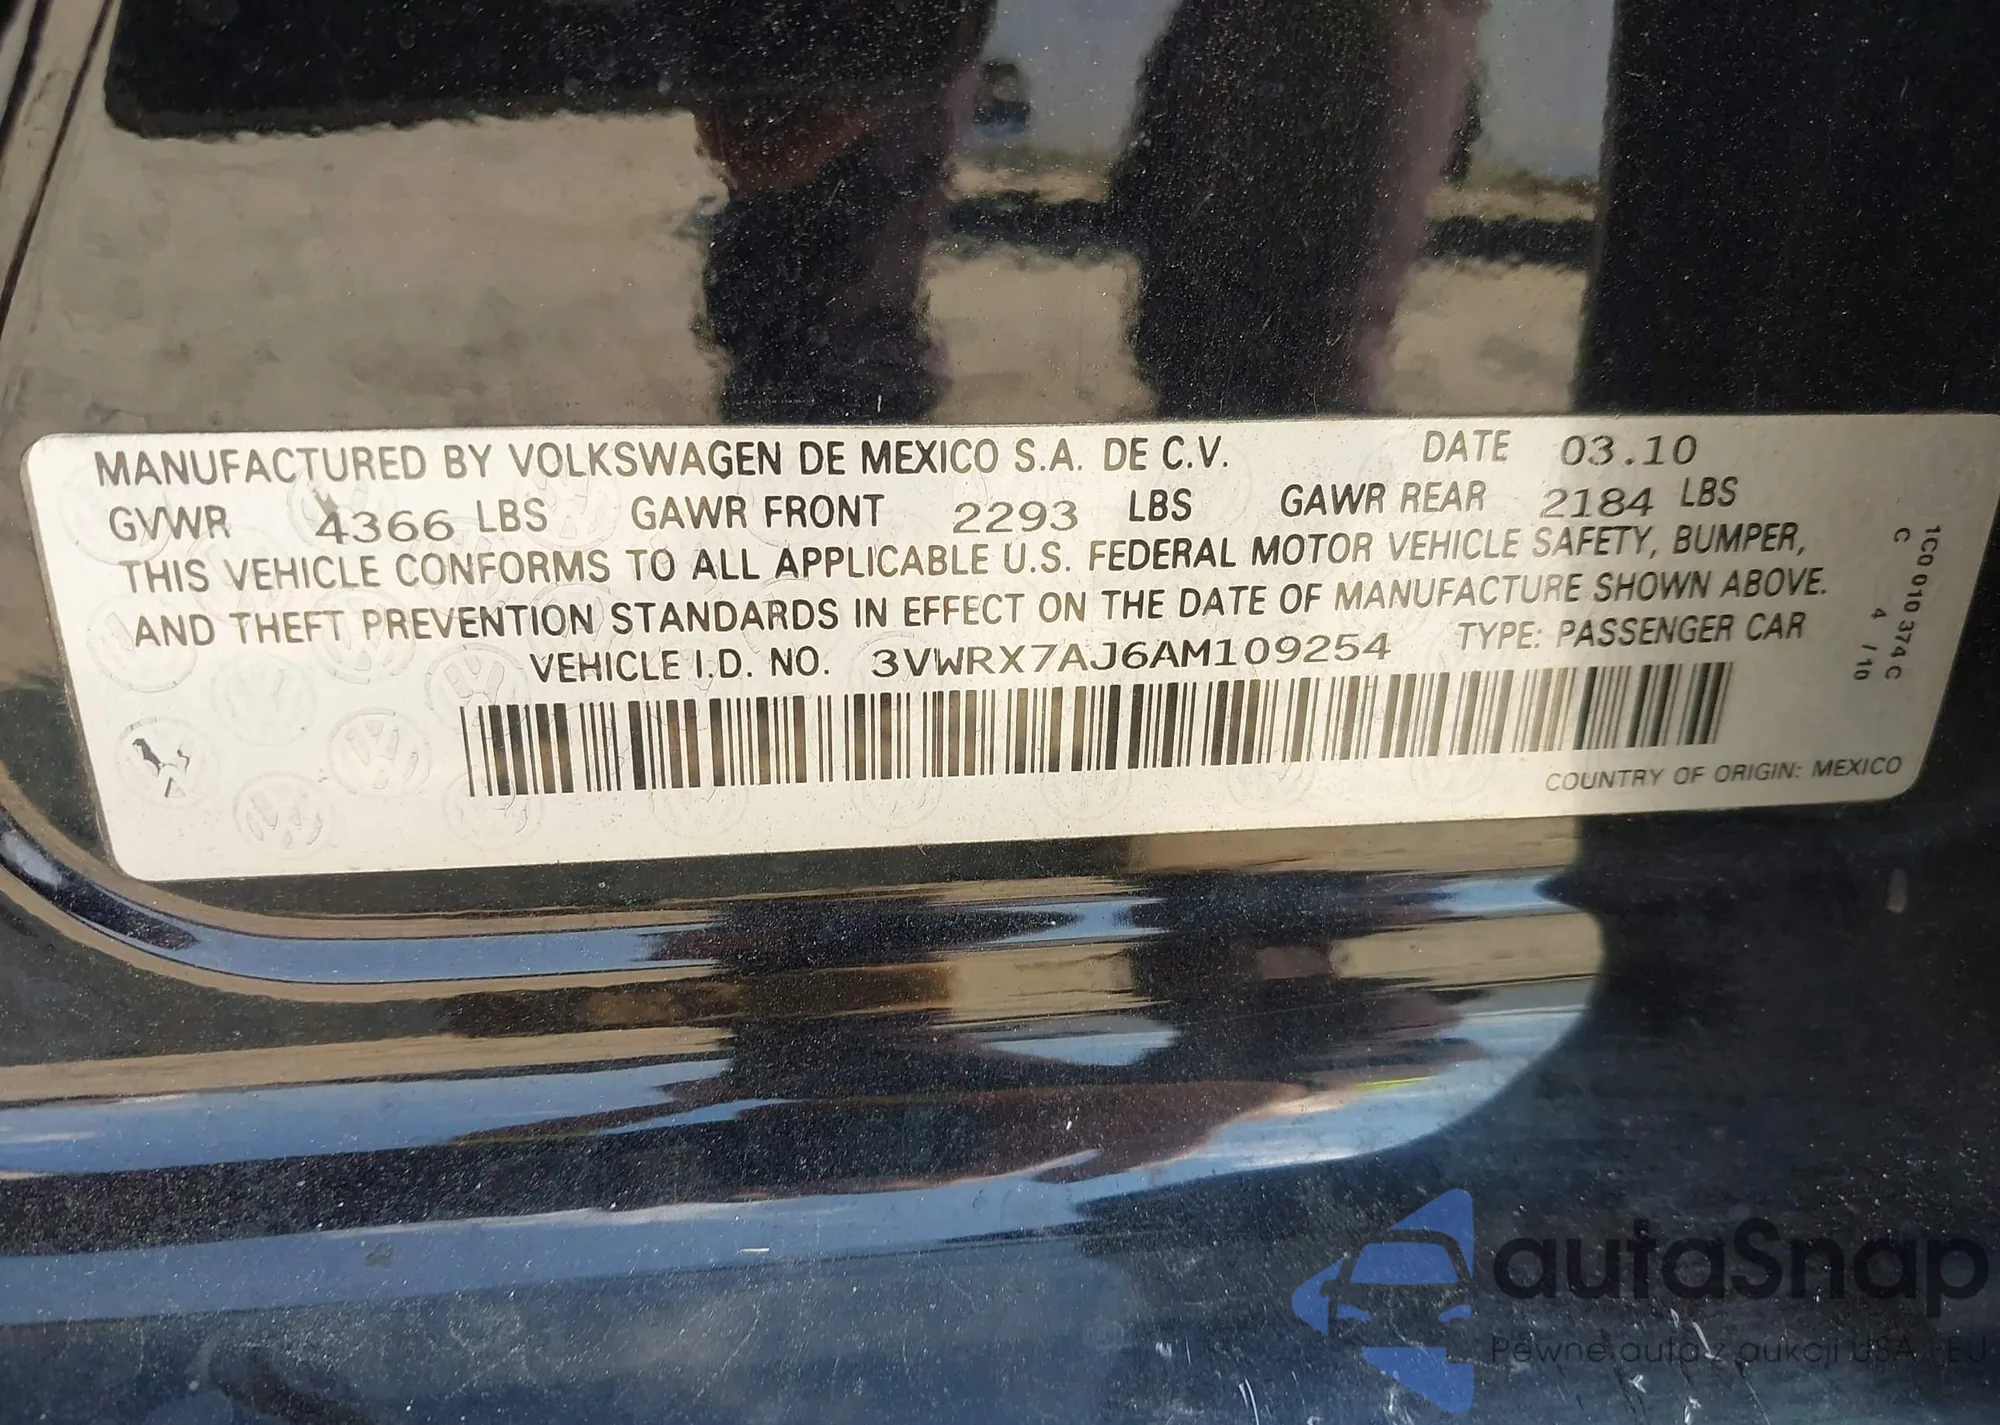 MANUFACTURED BY VOLKSWAGEN DE MEXICO S.A. DE C.V. DATE 03.10
GVWR 4366 LBS GAWR FRONT 2293 LBS GAWR REAR 2184 LBS
THIS VEHICLE CONFORMS TO ALL APPLICABLE U.S. FEDERAL MOTOR VEHICLE SAFETY, BUMPER,
AND THEFT PREVENTION STANDARDS IN EFFECT ON THE DATE OF MANUFACTURE SHOWN ABOVE.
VEHICLE I.D. NO. 3VWRX7AJ6AM109254 TYPE: PASSENGER CAR
COUNTRY OF ORIGIN: MEXICO
1C0 010 374 C
C 4 / 10
autaSnap
Pewne auta z aukcji USA i EJ